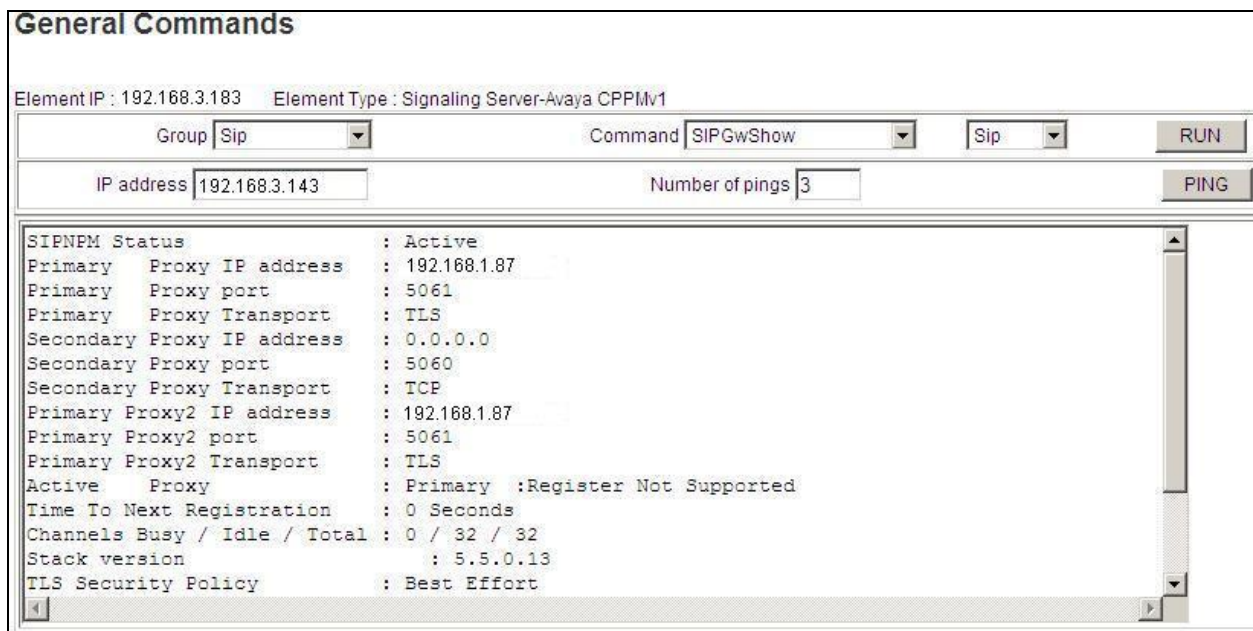 General Commands
Element IP : 192.168.3.183 Element Type : Signaling Server-Avaya CPPMv1
Group Sip Command SIPGwShow Sip RUN
IP address 192.168.3.143 Number of pings 3 PING
SIPNPM Status : Active
Primary Proxy IP address : 192.168.1.87
Primary Proxy port : 5061
Primary Proxy Transport : TLS
Secondary Proxy IP address : 0.0.0.0
Secondary Proxy port : 5060
Secondary Proxy Transport : TCP
Primary Proxy2 IP address : 192.168.1.87
Primary Proxy2 port : 5061
Primary Proxy2 Transport : TLS
Active Proxy : Primary :Register Not Supported
Time To Next Registration : 0 Seconds
Channels Busy / Idle / Total : 0 / 32 / 32
Stack version : 5.5.0.13
TLS Security Policy : Best Effort